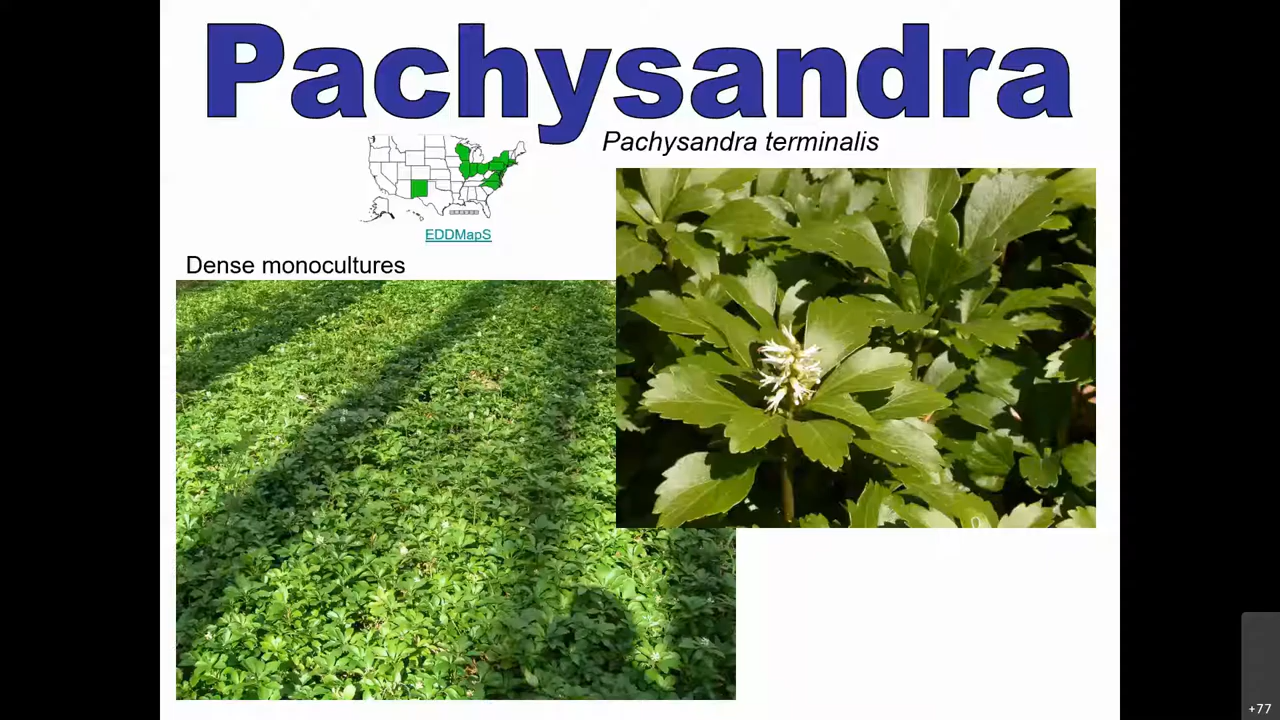 Pachysandra
Pachysandra terminalis
EDDMapS
Dense monocultures
+77